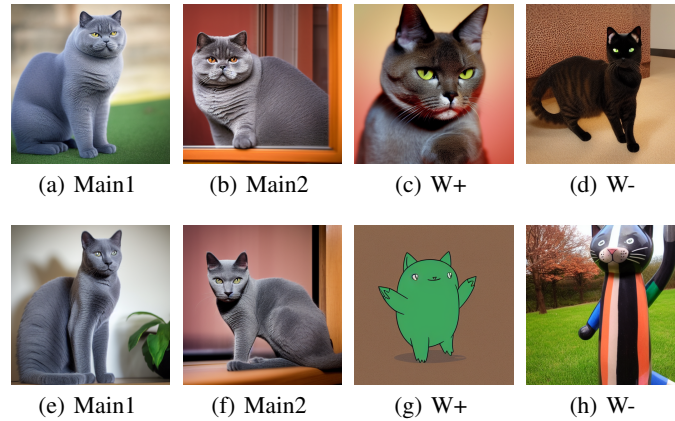 (a) Main1
(b) Main2
(c) W+
(d) W-
(e) Main1
(f) Main2
(g) W+
(h) W-